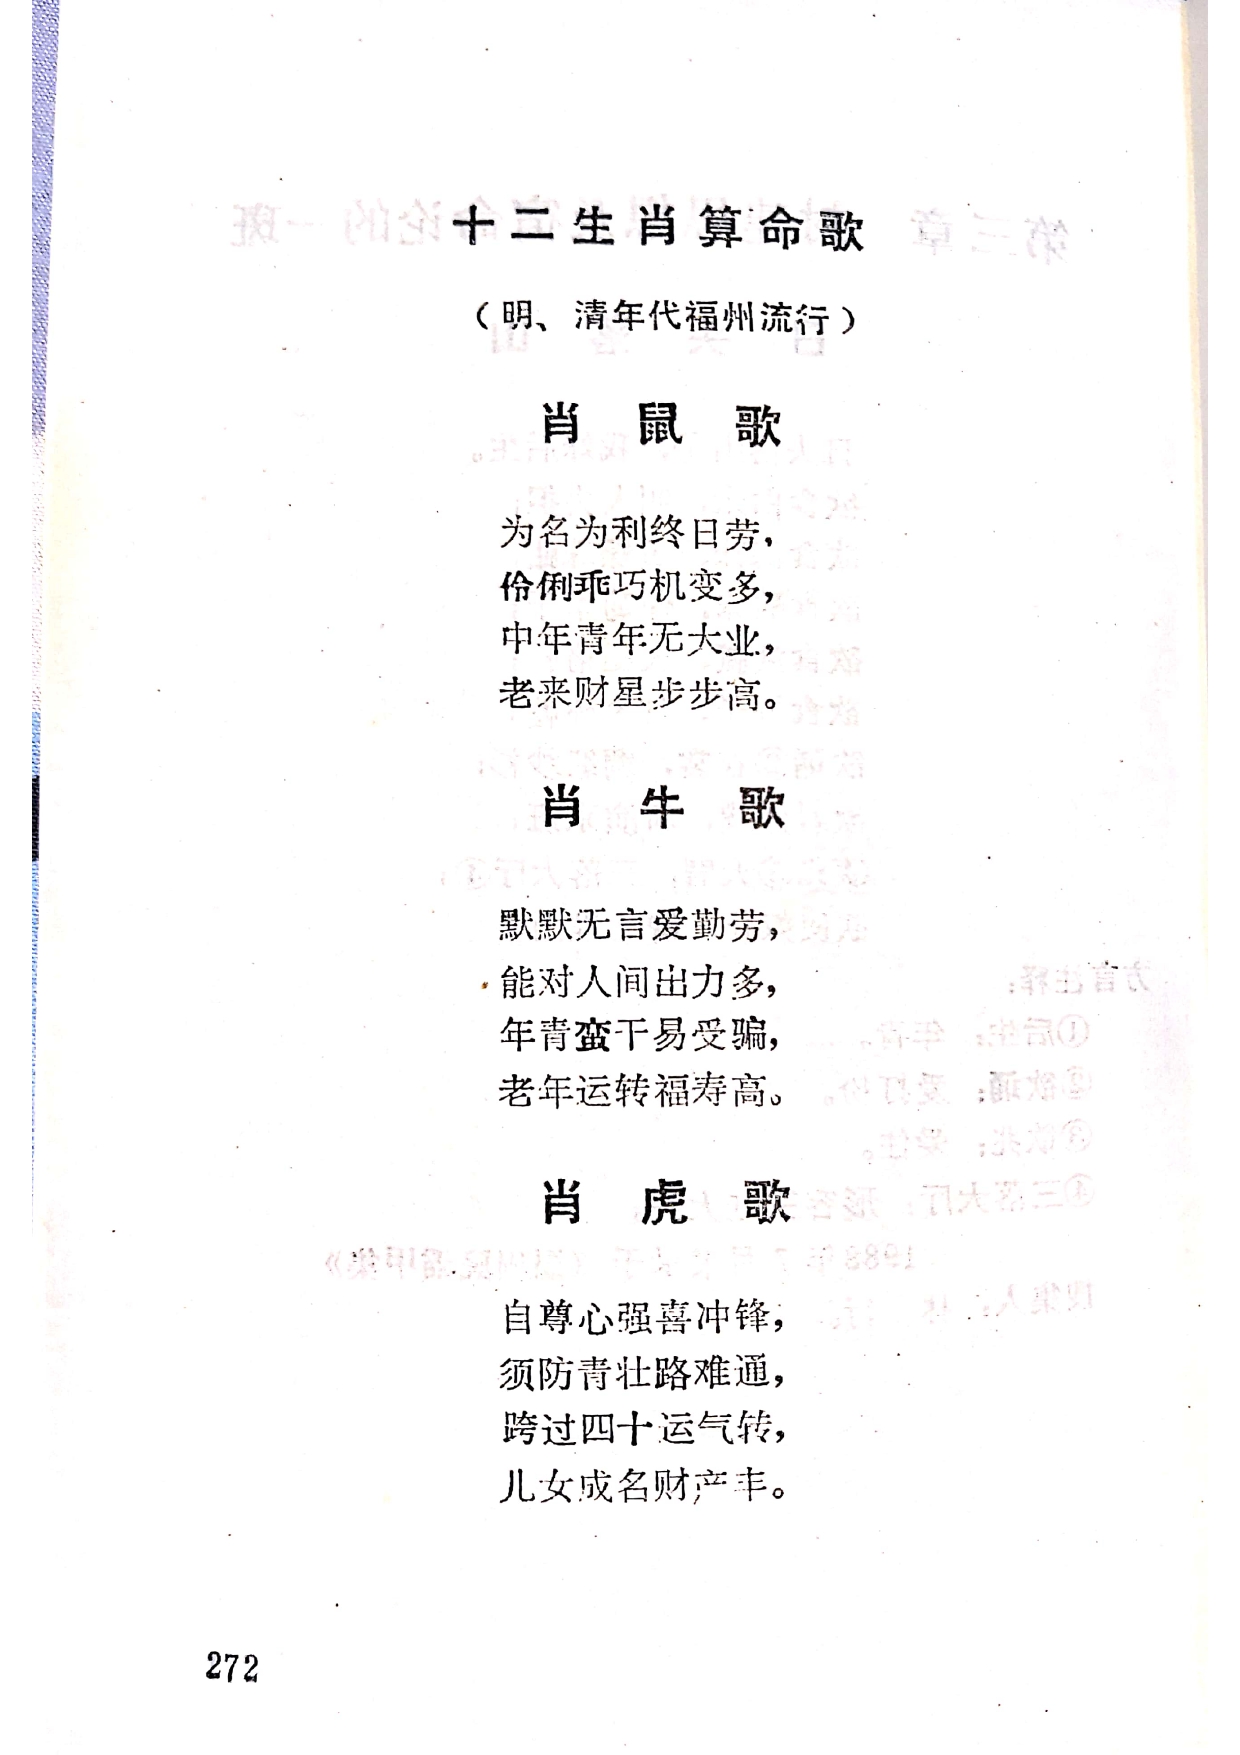 十二生肖算命歌
（明、清年代福州流行）
肖鼠歌
为名为利终日劳，
伶俐乖巧机变多，
中年青年无大业，
老来财星步步高。
肖牛歌
默默无言爱勤劳，
能对人间出力多，
年青蛮干易受骗，
老年运转福寿高。
肖虎歌
自尊心强喜冲锋，
须防青壮路难通，
跨过四十运气转，
儿女成名财产丰。
272